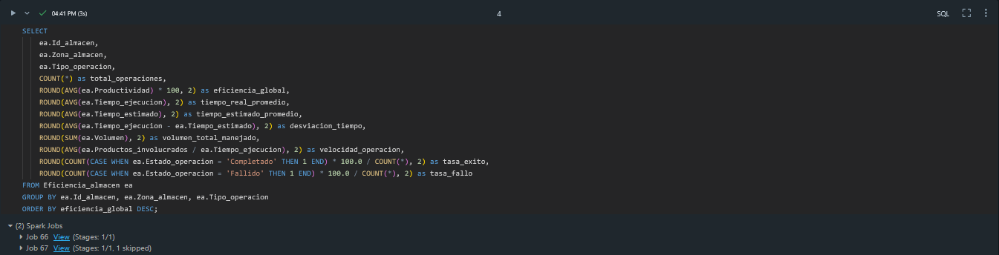 04:41 PM (3s)
4
SQL
SELECT
ea.Id_almacen,
ea.Zona_almacen,
ea.Tipo_operacion,
COUNT(*) as total_operaciones,
ROUND(AVG(ea.Productividad) * 100, 2) as eficiencia_global,
ROUND(AVG(ea.Tiempo_ejecucion), 2) as tiempo_real_promedio,
ROUND(AVG(ea.Tiempo_estimado), 2) as tiempo_estimado_promedio,
ROUND(AVG(ea.Tiempo_ejecucion - ea.Tiempo_estimado), 2) as desviacion_tiempo,
ROUND(SUM(ea.Volumen), 2) as volumen_total_manejado,
ROUND(AVG(ea.Productos_involucrados / ea.Tiempo_ejecucion), 2) as velocidad_operacion,
ROUND(COUNT(CASE WHEN ea.Estado_operacion = 'Completado' THEN 1 END) * 100.0 / COUNT(*), 2) as tasa_exito,
ROUND(COUNT(CASE WHEN ea.Estado_operacion = 'Fallido' THEN 1 END) * 100.0 / COUNT(*), 2) as tasa_fallo
FROM Eficiencia_almacen ea
GROUP BY ea.Id_almacen, ea.Zona_almacen, ea.Tipo_operacion
ORDER BY eficiencia_global DESC;
(2) Spark Jobs
Job 66 View (Stages: 1/1)
Job 67 View (Stages: 1/1, 1 skipped)